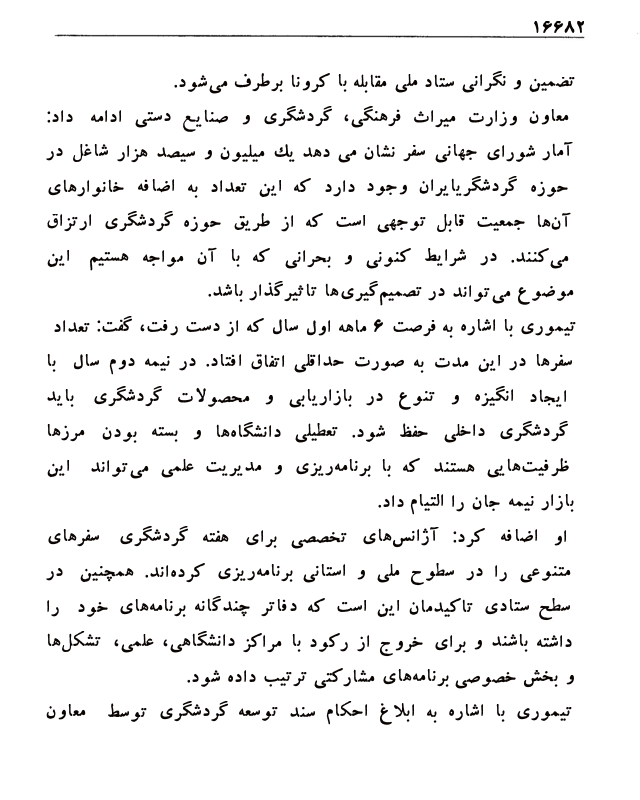 ۱۶۶۸۲
تضمین و نگرانی ستاد ملی مقابله با کرونا برطرف می‌شود.
معاون وزارت میراث فرهنگی، گردشگری و صنایع دستی ادامه داد:
آمار شورای جهانی سفر نشان می دهد یك میلیون و سیصد هزار شاغل در
حوزه گردشگریایران وجود دارد که این تعداد به اضافه خانوارهای
آن‌ها جمعیت قابل توجهی است که از طریق حوزه گردشگری ارتزاق
می‌کنند. در شرایط کنونی و بحرانی که با آن مواجه هستیم این
موضوع می‌تواند در تصمیم‌گیری‌ها تاثیرگذار باشد.
تیموری با اشاره به فرصت ۶ ماهه اول سال که از دست رفت، گفت: تعداد
سفرها در این مدت به صورت حداقلی اتفاق افتاد. در نیمه دوم سال با
ایجاد انگیزه و تنوع در بازاریابی و محصولات گردشگری باید
گردشگری داخلی حفظ شود. تعطیلی دانشگاه‌ها و بسته بودن مرزها
ظرفیت‌هایی هستند که با برنامه‌ریزی و مدیریت علمی می‌تواند این
بازار نیمه جان را التیام داد.
او اضافه کرد: آژانس‌های تخصصی برای هفته گردشگری سفرهای
متنوعی را در سطوح ملی و استانی برنامه‌ریزی کرده‌اند. همچنین در
سطح ستادی تاکیدمان این است که دفاتر چندگانه برنامه‌های خود را
داشته باشند و برای خروج از رکود با مراکز دانشگاهی، علمی، تشکل‌ها
و بخش خصوصی برنامه‌های مشارکتی ترتیب داده شود.
تیموری با اشاره به ابلاغ احکام سند توسعه گردشگری توسط معاون